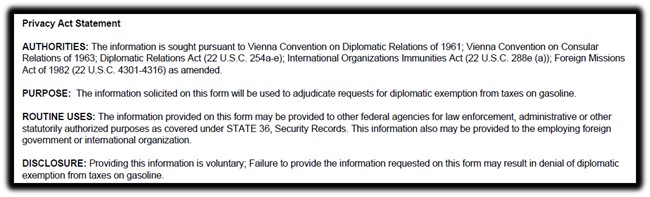 Privacy Act Statement
AUTHORITIES: The information is sought pursuant to Vienna Convention on Diplomatic Relations of 1961; Vienna Convention on Consular
Relations of 1963; Diplomatic Relations Act (22 U.S.C. 254a-e); International Organizations Immunities Act (22 U.S.C. 288e (a)); Foreign Missions
Act of 1982 (22 U.S.C. 4301-4316) as amended.
PURPOSE: The information solicited on this form will be used to adjudicate requests for diplomatic exemption from taxes on gasoline.
ROUTINE USES: The information provided on this form may be provided to other federal agencies for law enforcement, administrative or other
statutorily authorized purposes as covered under STATE 36, Security Records. This information also may be provided to the employing foreign
government or international organization.
DISCLOSURE: Providing this information is voluntary; Failure to provide the information requested on this form may result in denial of diplomatic
exemption from taxes on gasoline.